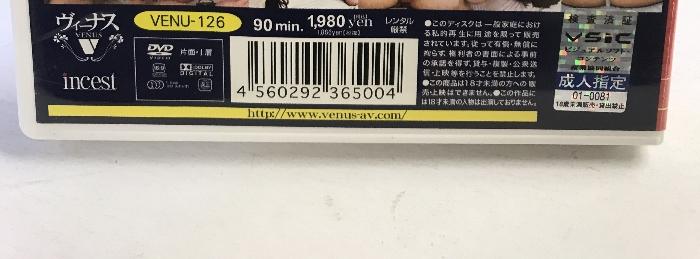 ヴィーナス
VENUS
V
incest
VENU-126
90 min. 1,980 yen
レンタル
厳禁
DVD
VIDEO
片面・1層
DOLBY
DIGITAL
4 560292 365004
●このディスクは一般家庭におけ
る私的再生に用途を限って販売
されています。従って有償・無償に
拘らず、権利者の書面による事前
の承諾を得ず、貸与・複製・公衆送
信・上映等を行うことを禁止します。
●この商品は18才未満の方への販
売・上映はできません。●この作品に
は18才未満の人物は出演しておりません。
検査済証
VSIC
成人指定
01-0081
18歳未満販売・貸出禁止
http://www.venus-av.com/